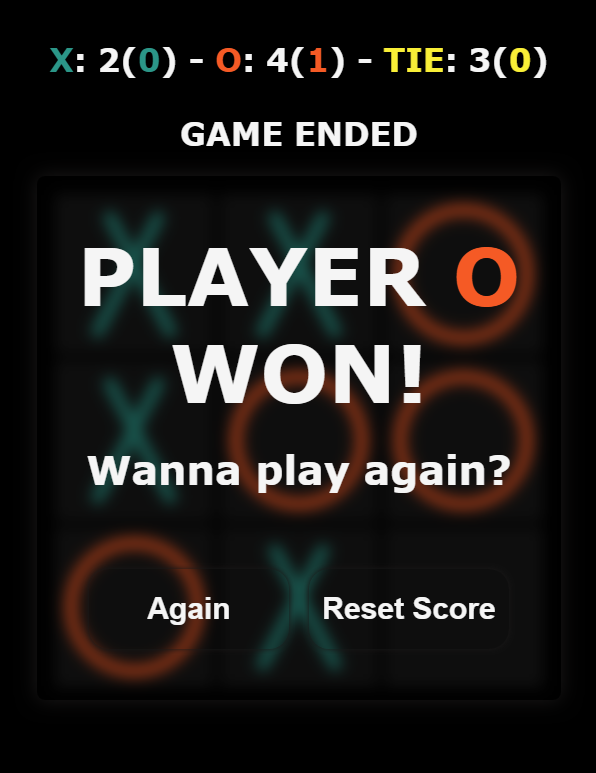 X: 2(0) - O: 4(1) - TIE: 3(0)
GAME ENDED
PLAYER O
WON!
Wanna play again?
Again
Reset Score